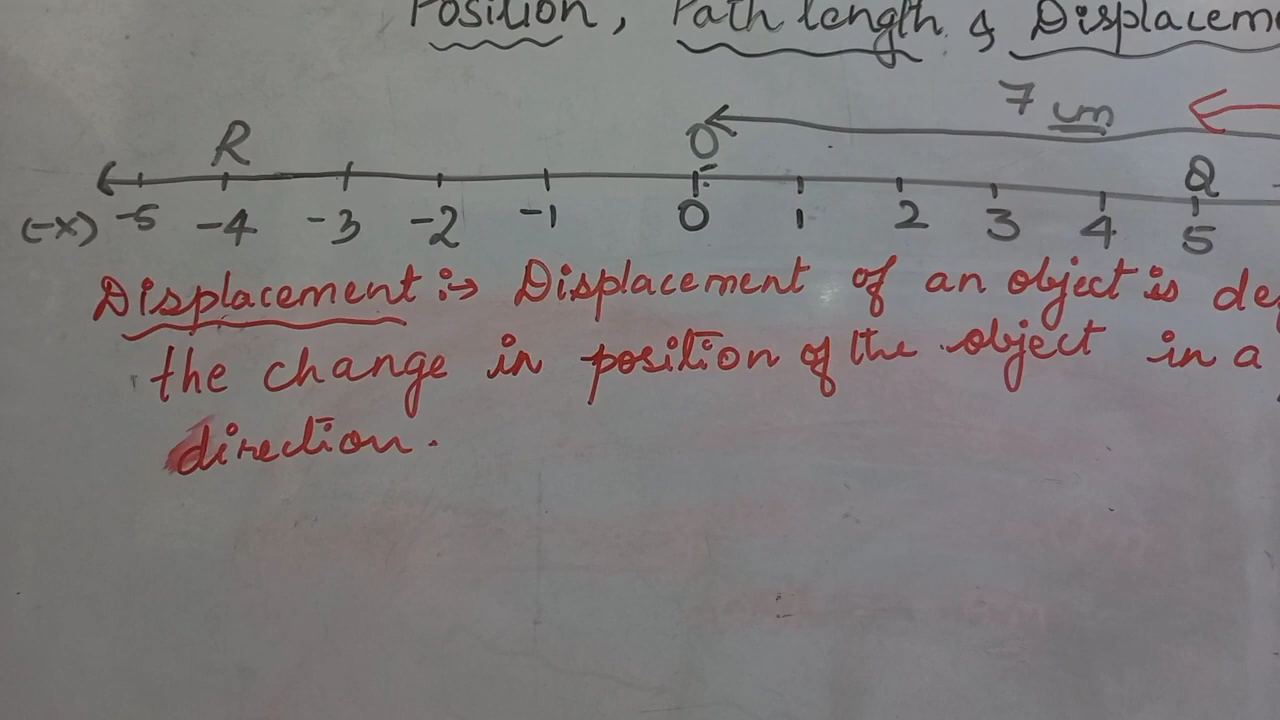 Position, Path length & Displacem
7 cm
R O Q
(-x) -5 -4 -3 -2 -1 0 1 2 3 4 5
Displacement :→ Displacement of an object is de
the change in position of the object in a
direction.